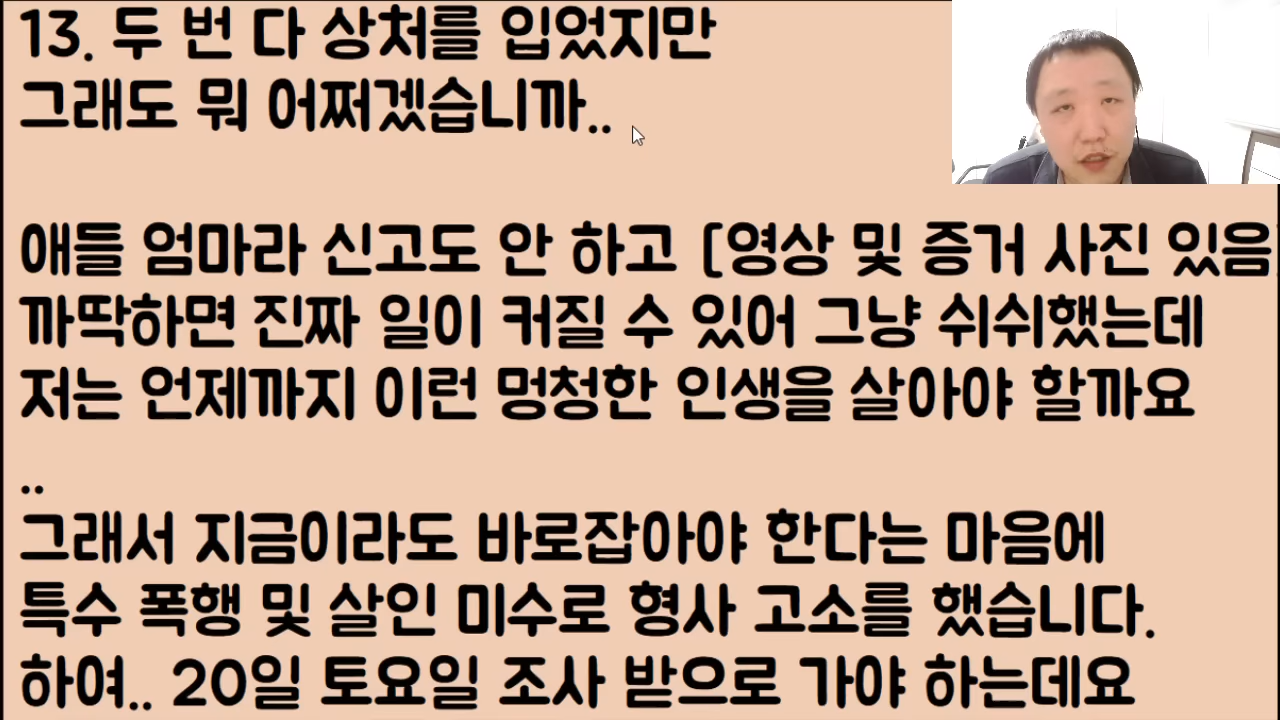 13. 두 번 다 상처를 입었지만
그래도 뭐 어쩌겠습니까..
애들 엄마라 신고도 안 하고 [영상 및 증거 사진 있음
까딱하면 진짜 일이 커질 수 있어 그냥 쉬쉬했는데
저는 언제까지 이런 멍청한 인생을 살아야 할까요
..
그래서 지금이라도 바로잡아야 한다는 마음에
특수 폭행 및 살인 미수로 형사 고소를 했습니다.
하여.. 20일 토요일 조사 받으로 가야 하는데요